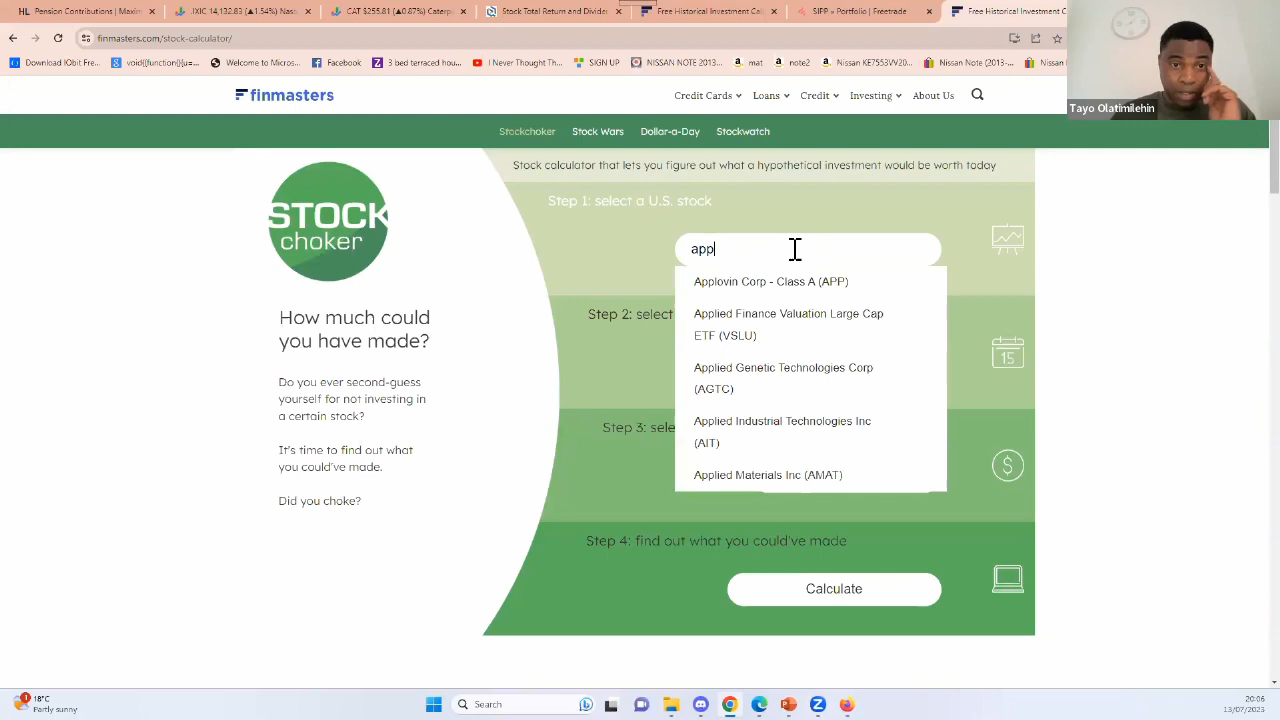 HL Pension Contributions | Ma
.IXIC 14,132.83 (▲1.54%) Nasda
CAT $255.81 (▲0.87%) Caterp
Stock Total Return and Divide
Free Historical Investment Cal
SIPP » Portfolio | Freetrade
Free Historical Investm
finmasters.com/stock-calculator/
Download IObit Fre...
void(function(){u=...
Welcome to Micros...
Facebook
3 bed terraced hou...
I Never Thought Th...
SIGN UP
NISSAN NOTE (2013-...
mat
note2
Nissan KE7553VV20...
Nissan Note (2013-
finmasters
Credit Cards
Loans
Credit
Investing
About Us
Stockchoker
Stock Wars
Dollar-a-Day
Stockwatch
Tayo Olatimilehin
STOCK
choker
How much could
you have made?
Do you ever second-guess
yourself for not investing in
a certain stock?
It's time to find out what
you could've made.
Did you choke?
Stock calculator that lets you figure out what a hypothetical investment would be worth today
Step 1: select a U.S. stock
app
Applovin Corp - Class A (APP)
Applied Finance Valuation Large Cap
ETF (VSLU)
Applied Genetic Technologies Corp
(AGTC)
Applied Industrial Technologies Inc
(AIT)
Applied Materials Inc (AMAT)
Step 2: select
15
Step 3: sele
$
Step 4: find out what you could've made
Calculate
1
18°C
Partly sunny
Search
20:06
13/07/2023